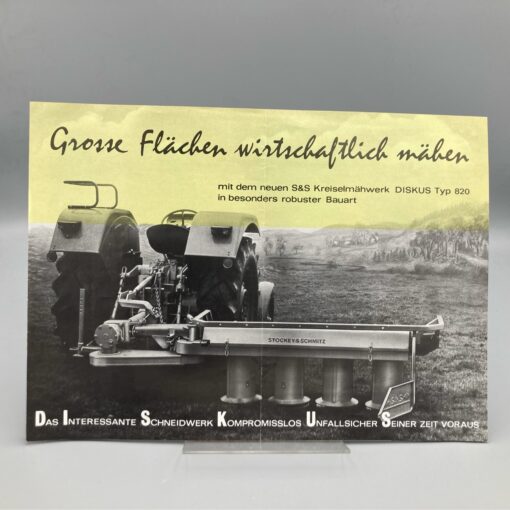 Grosse Flächen wirtschaftlich mähen
mit dem neuen S&S Kreiselmähwerk DISKUS Typ 820
in besonders robuster Bauart
STOCKEY & SCHMITZ
DAS INTERESSANTE SCHNEIDWERK KOMPROMISSLOS UNFALLSICHER SEINER ZEIT VORAUS